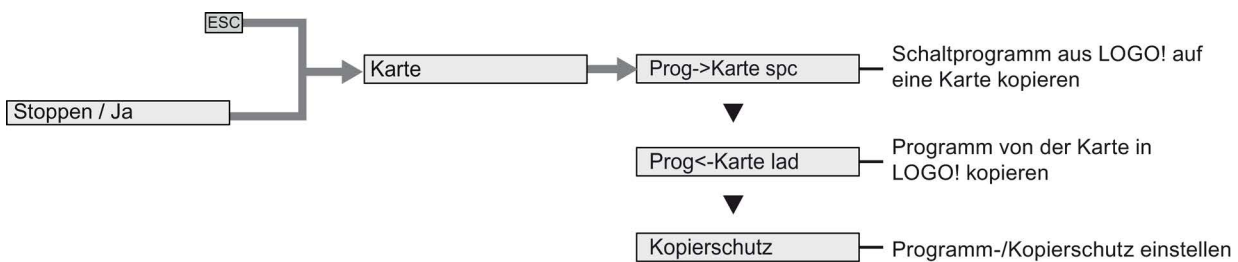 ESC
Stoppen / Ja
Karte
Prog->Karte spc
Schaltprogramm aus LOGO! auf
eine Karte kopieren
Prog<-Karte lad
Programm von der Karte in
LOGO! kopieren
Kopierschutz
Programm-/Kopierschutz einstellen